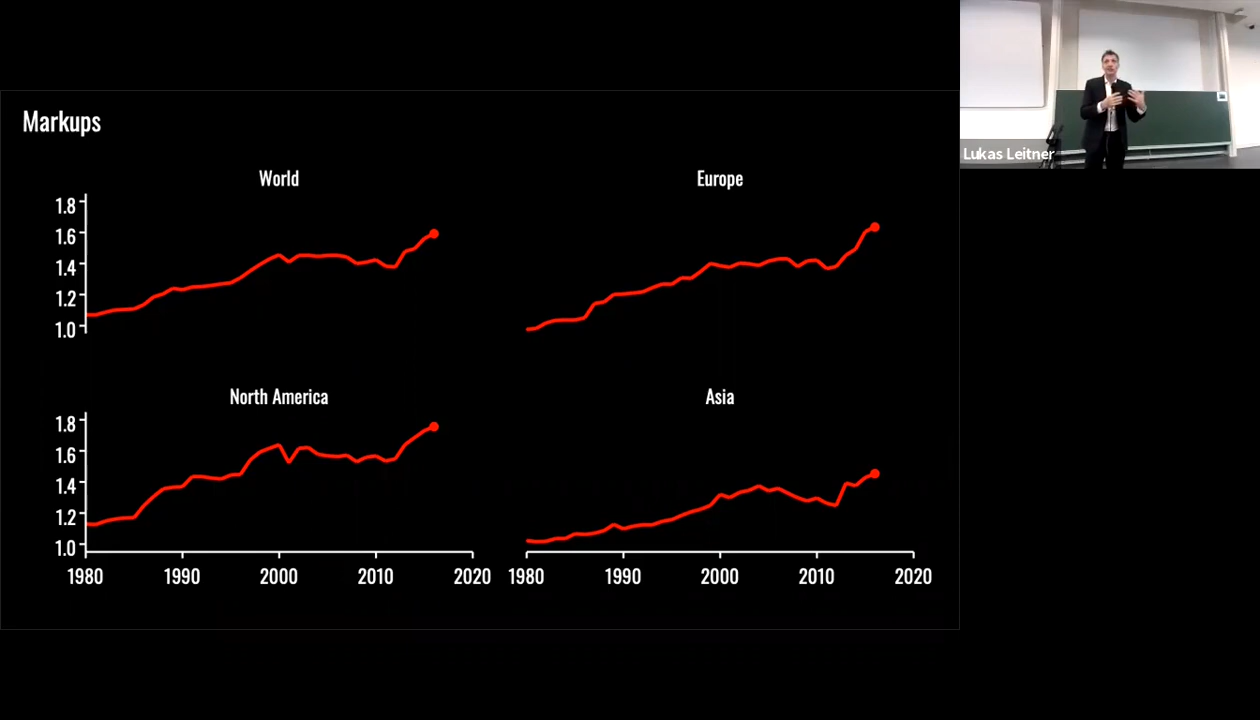 Markups
World
Europe
1.8
1.6
1.4
1.2
1.0
North America
Asia
1.8
1.6
1.4
1.2
1.0
1980 1990 2000 2010 2020
1980 1990 2000 2010 2020
Lukas Leitner